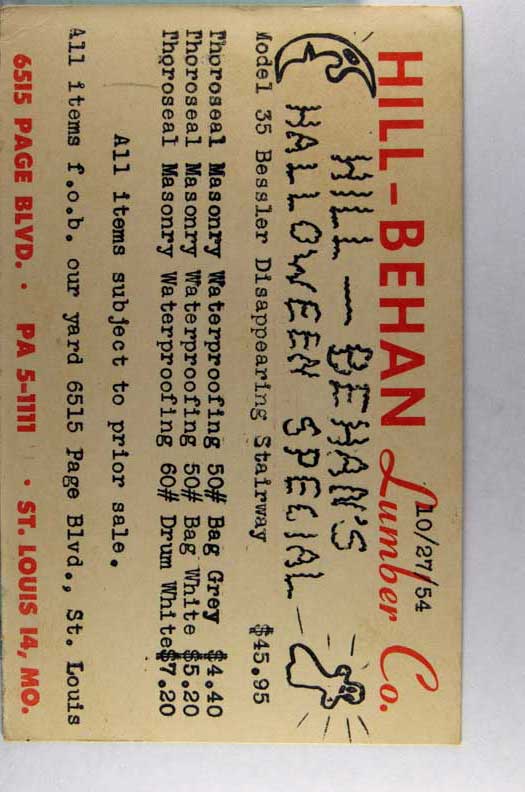 HILL-BEHAN Lumber Co.
10/27/54
HILL-BEHAN'S
HALLOWEEN SPECIAL
Model 35 Bessler Disappearing Stairway $45.95
Thoroseal Masonry Waterproofing 50# Bag Grey $4.40
Thoroseal Masonry Waterproofing 50# Bag White $5.20
Thoroseal Masonry Waterproofing 60# Drum White $7.20
All items subject to prior sale.
All items f.o.b. our yard 6515 Page Blvd., St. Louis
6515 PAGE BLVD. · PA 5-1111 · ST. LOUIS 14, MO.